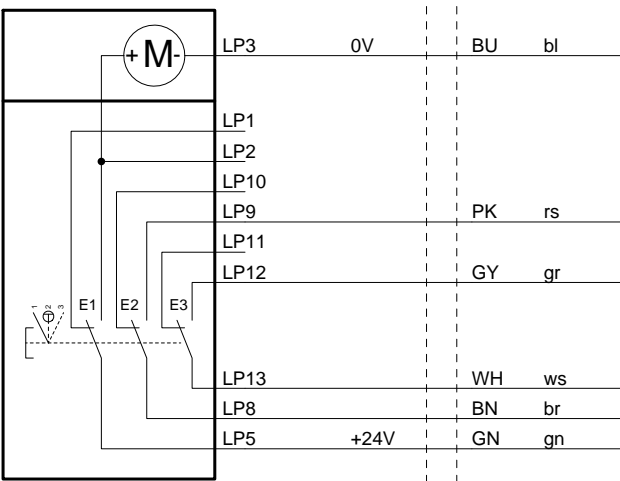 + M -
LP3 0V BU bl
LP1
LP2
LP10
LP9 PK rs
LP11
LP12 GY gr
1 2 3
E1 E2 E3
LP13 WH ws
LP8 BN br
LP5 +24V GN gn